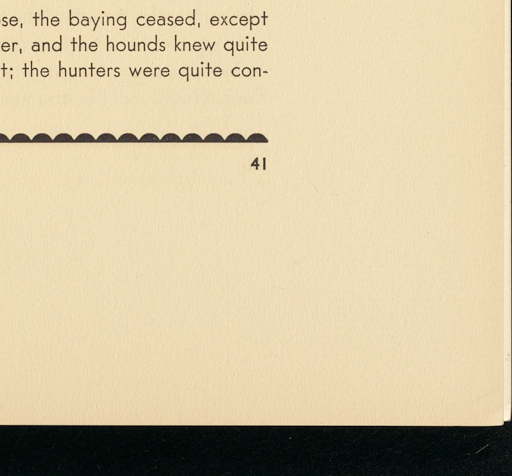 se, the baying ceased, except
er, and the hounds knew quite
t; the hunters were quite con-
41